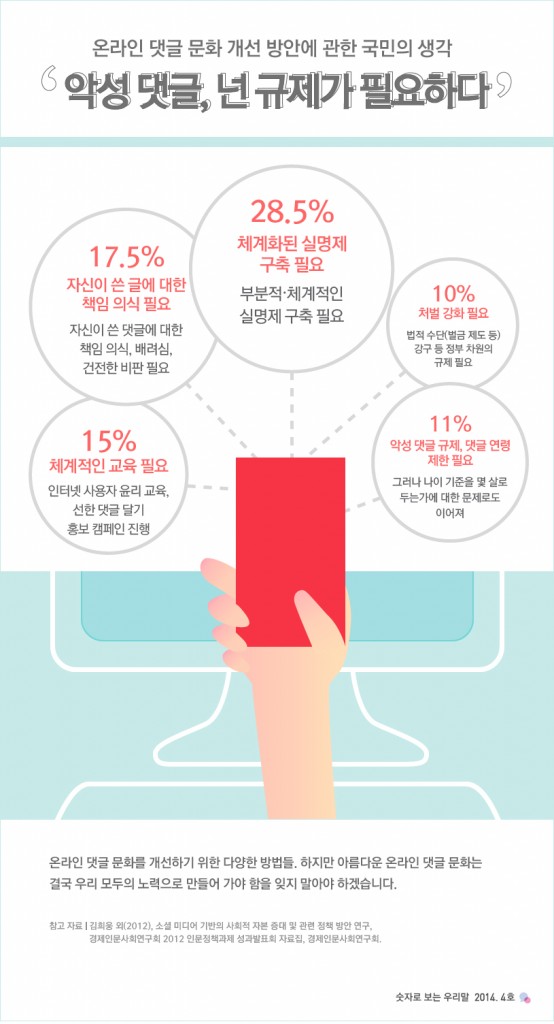 온라인 댓글 문화 개선 방안에 관한 국민의 생각
‘악성 댓글, 넌 규제가 필요하다’
28.5%
체계화된 실명제
구축 필요
부분적·체계적인
실명제 구축 필요
17.5%
자신이 쓴 글에 대한
책임 의식 필요
자신이 쓴 댓글에 대한
책임 의식, 배려심,
건전한 비판 필요
10%
처벌 강화 필요
법적 수단(벌금 제도 등)
강구 등 정부 차원의
규제 필요
15%
체계적인 교육 필요
인터넷 사용자 윤리 교육,
선한 댓글 달기
홍보 캠페인 진행
11%
악성 댓글 규제, 댓글 연령
제한 필요
그러나 나이 기준을 몇 살로
두는가에 대한 문제로도
이어져
온라인 댓글 문화를 개선하기 위한 다양한 방법들. 하지만 아름다운 온라인 댓글 문화는
결국 우리 모두의 노력으로 만들어 가야 함을 잊지 말아야 하겠습니다.
참고 자료 | 김희웅 외(2012), 소셜 미디어 기반의 사회적 자본 증대 및 관련 정책 방안 연구,
경제인문사회연구회 2012 인문정책과제 성과발표회 자료집, 경제인문사회연구회.
숫자로 보는 우리말 2014. 4호